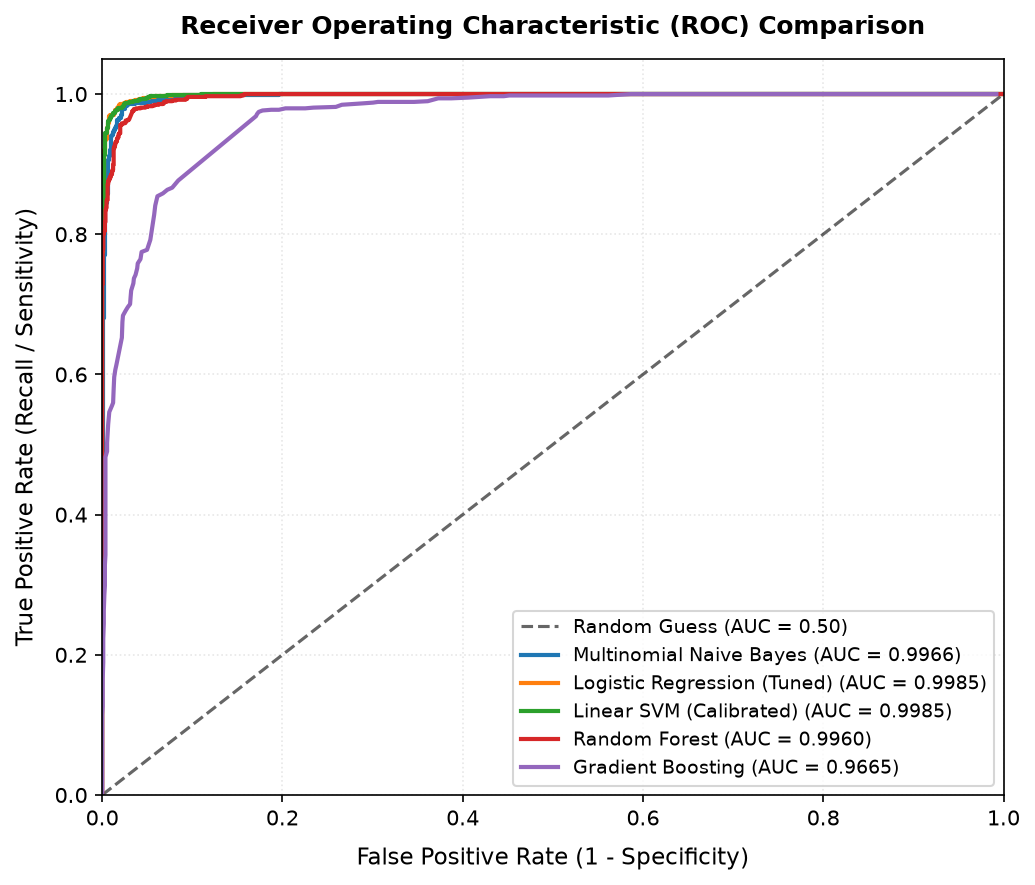 Receiver Operating Characteristic (ROC) Comparison
True Positive Rate (Recall / Sensitivity)
1.0
0.8
0.6
0.4
0.2
0.0
Random Guess (AUC = 0.50)
Multinomial Naive Bayes (AUC = 0.9966)
Logistic Regression (Tuned) (AUC = 0.9985)
Linear SVM (Calibrated) (AUC = 0.9985)
Random Forest (AUC = 0.9960)
Gradient Boosting (AUC = 0.9665)
0.0 0.2 0.4 0.6 0.8 1.0
False Positive Rate (1 - Specificity)